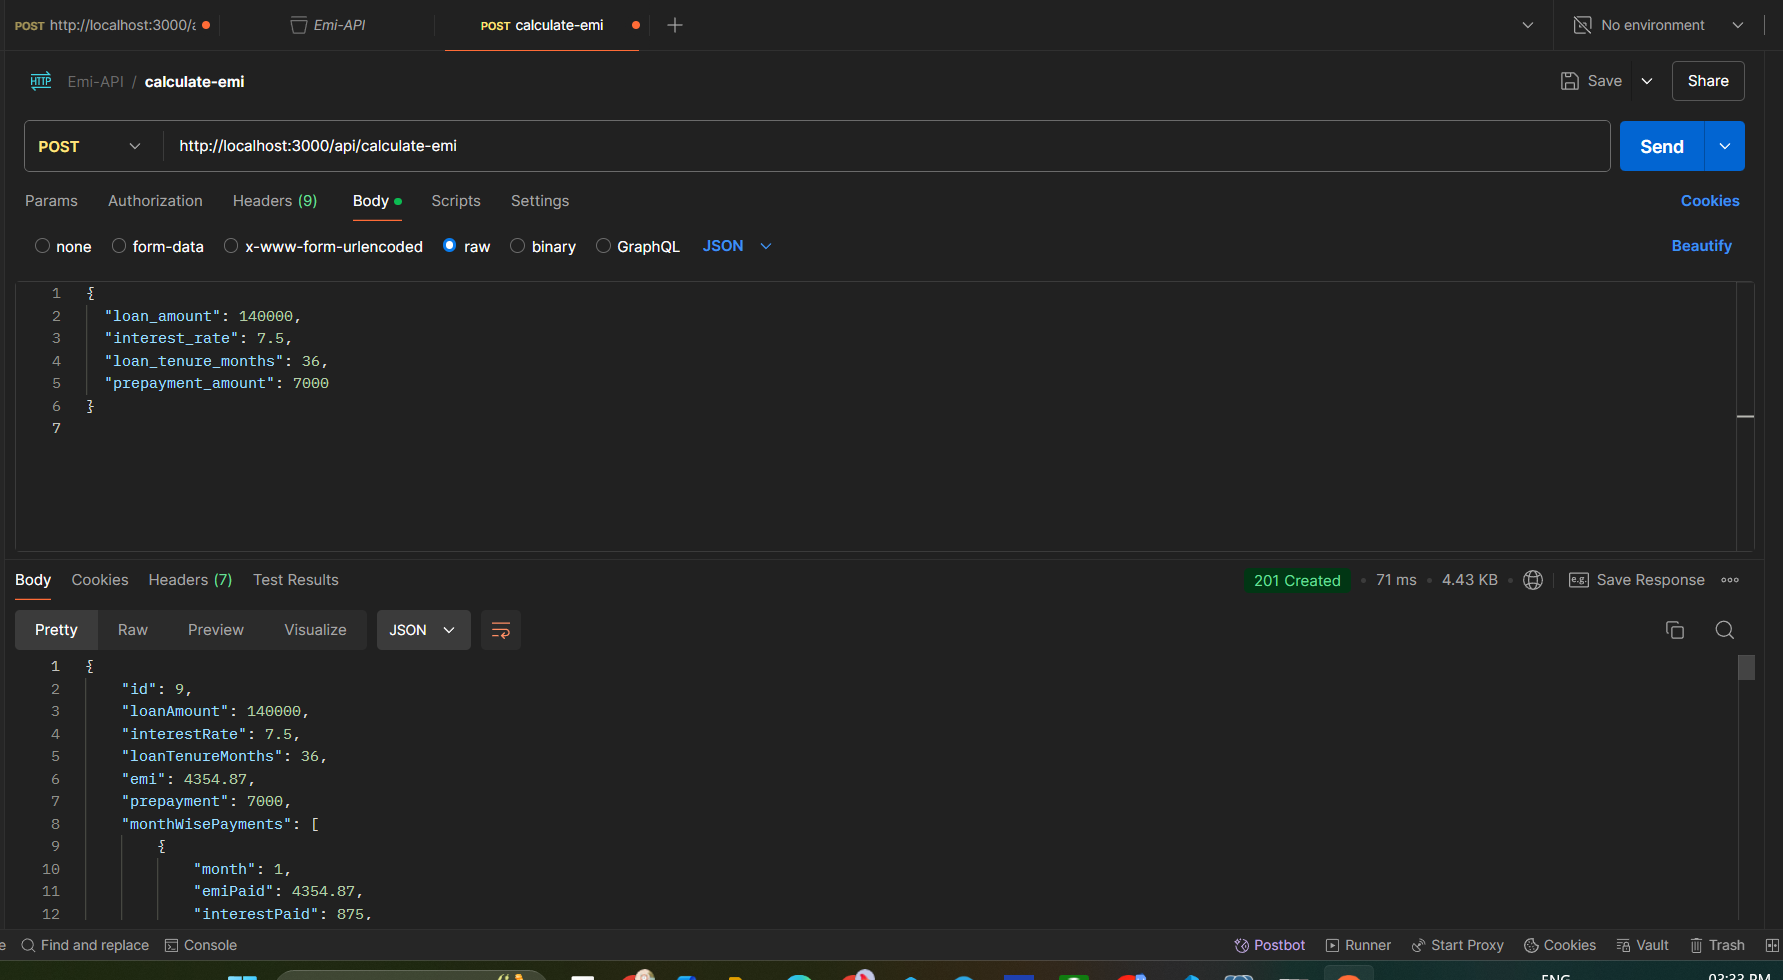 POST http://localhost:3000/
Emi-API
POST calculate-emi
No environment
HTTP Emi-API / calculate-emi
Save
Share
POST
http://localhost:3000/api/calculate-emi
Send
Params Authorization Headers (9) Body Scripts Settings
Cookies
none form-data x-www-form-urlencoded raw binary GraphQL JSON
Beautify
1 {
2 "loan_amount": 140000,
3 "interest_rate": 7.5,
4 "loan_tenure_months": 36,
5 "prepayment_amount": 7000
6 }
7
Body Cookies Headers (7) Test Results
201 Created • 71 ms • 4.43 KB • e.g. Save Response
Pretty Raw Preview Visualize JSON
1 {
2 "id": 9,
3 "loanAmount": 140000,
4 "interestRate": 7.5,
5 "loanTenureMonths": 36,
6 "emi": 4354.87,
7 "prepayment": 7000,
8 "monthWisePayments": [
9 {
10 "month": 1,
11 "emiPaid": 4354.87,
12 "interestPaid": 875,
Find and replace Console
Postbot Runner Start Proxy Cookies Vault Trash
ENG
03:33 PM